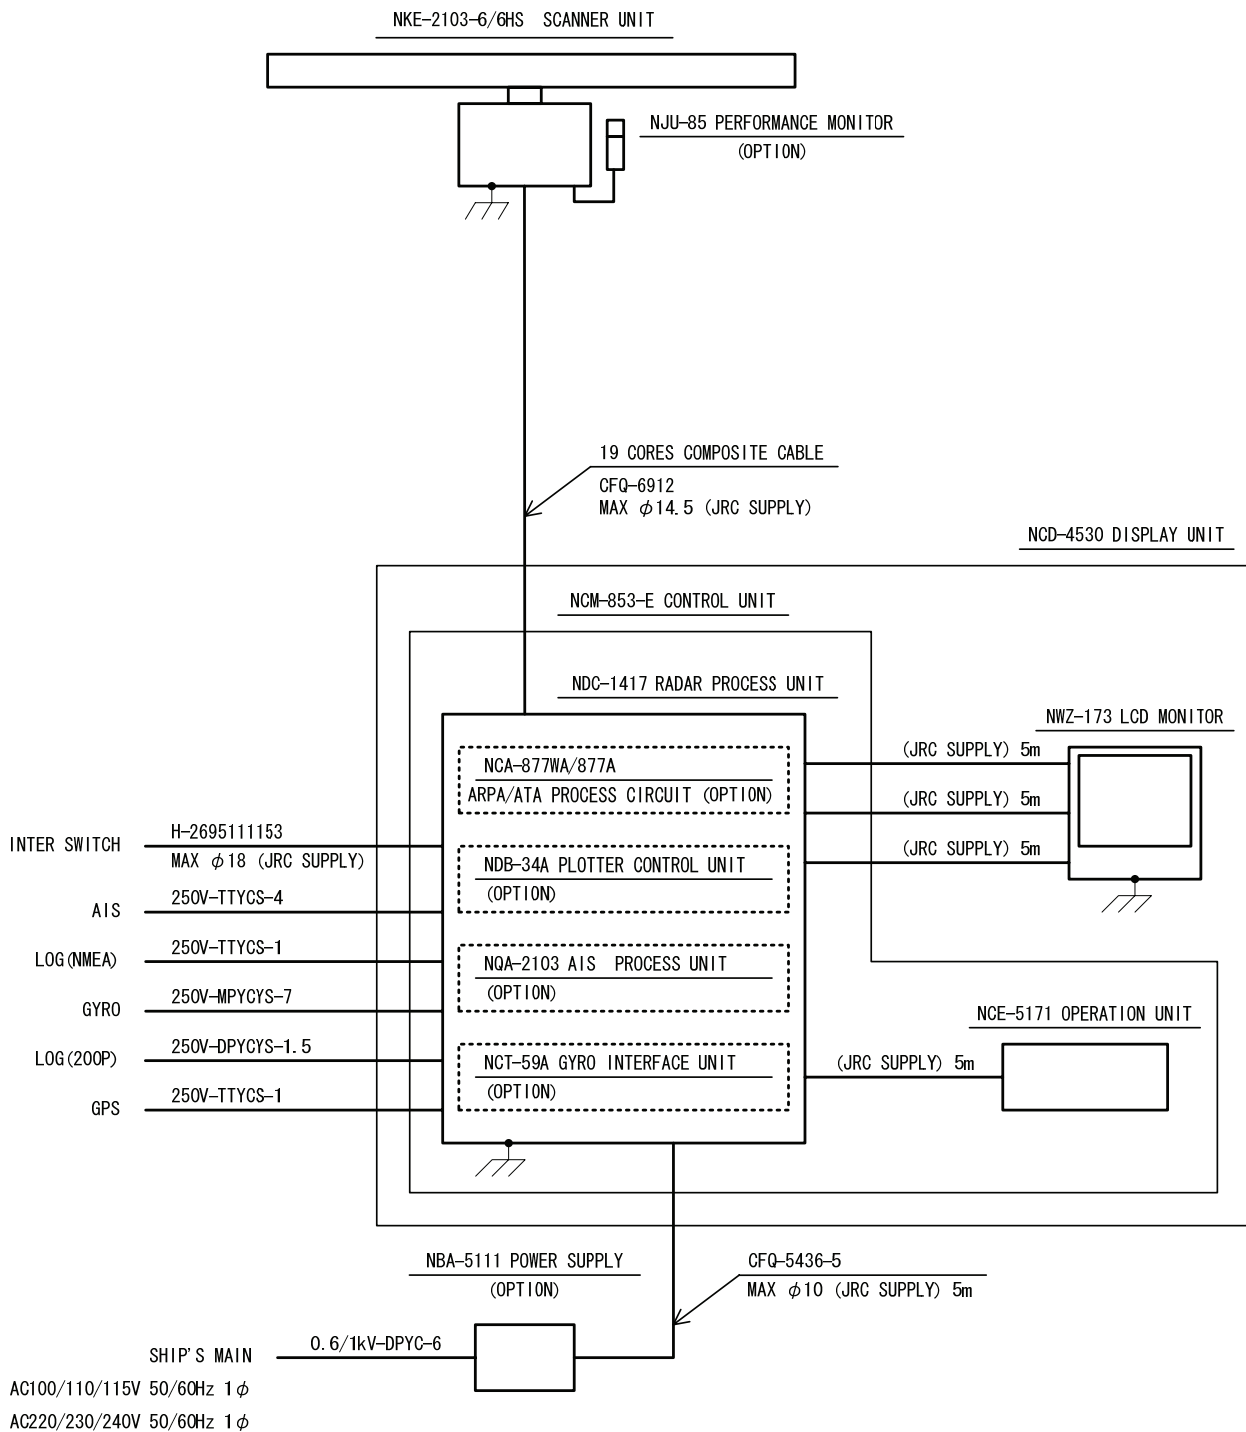 NKE-2103-6/6HS SCANNER UNIT
NJU-85 PERFORMANCE MONITOR
(OPTION)
19 CORES COMPOSITE CABLE
CFQ-6912
MAX φ14.5 (JRC SUPPLY)
NCD-4530 DISPLAY UNIT
NCM-853-E CONTROL UNIT
NDC-1417 RADAR PROCESS UNIT
NWZ-173 LCD MONITOR
(JRC SUPPLY) 5m
(JRC SUPPLY) 5m
(JRC SUPPLY) 5m
NCA-877WA/877A
ARPA/ATA PROCESS CIRCUIT (OPTION)
INTER SWITCH
H-2695111153
MAX φ18 (JRC SUPPLY)
NDB-34A PLOTTER CONTROL UNIT
(OPTION)
AIS
250V-TTYCS-4
LOG(NMEA)
250V-TTYCS-1
NQA-2103 AIS PROCESS UNIT
(OPTION)
GYRO
250V-MPYCYS-7
NCE-5171 OPERATION UNIT
LOG(200P)
250V-DPYCYS-1.5
NCT-59A GYRO INTERFACE UNIT
(OPTION)
(JRC SUPPLY) 5m
GPS
250V-TTYCS-1
NBA-5111 POWER SUPPLY
(OPTION)
CFQ-5436-5
MAX φ10 (JRC SUPPLY) 5m
SHIP'S MAIN
0.6/1kV-DPYC-6
AC100/110/115V 50/60Hz 1φ
AC220/230/240V 50/60Hz 1φ